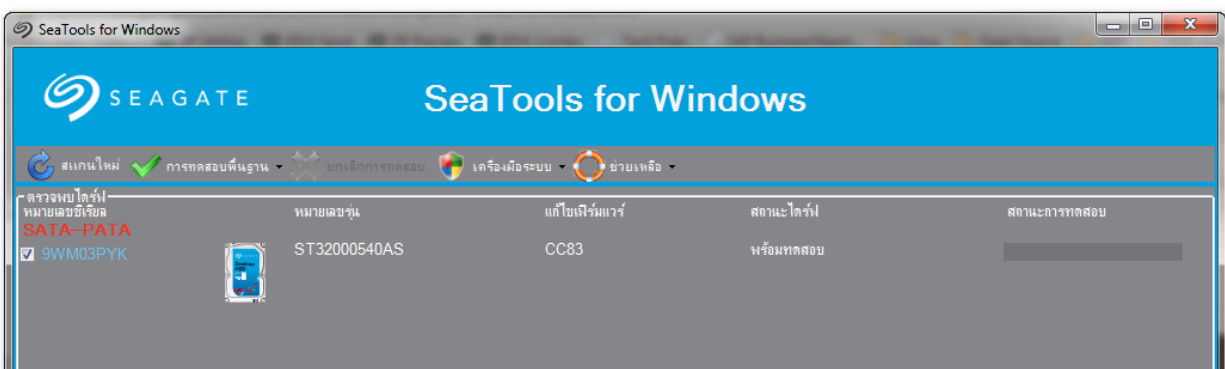 SeaTools for Windows
SEAGATE
SeaTools for Windows
สแกนใหม่ การทดสอบพื้นฐาน ยกเลิกการทดสอบ เครื่องมือระบบ ช่วยเหลือ
ตรวจพบไดร์ฟ
หมายเลขซีเรียล หมายเลขรุ่น แก้ไขเฟิร์มแวร์ สถานะไดร์ฟ สถานะการทดสอบ
SATA–PATA
9WM03PYK ST32000540AS CC83 พร้อมทดสอบ